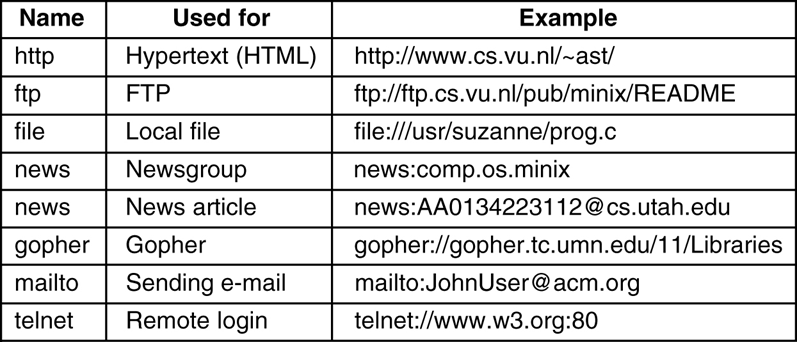 Name Used for Example
http Hypertext (HTML) http://www.cs.vu.nl/~ast/
ftp FTP ftp://ftp.cs.vu.nl/pub/minix/README
file Local file file:///usr/suzanne/prog.c
news Newsgroup news:comp.os.minix
news News article news:AA0134223112@cs.utah.edu
gopher Gopher gopher://gopher.tc.umn.edu/11/Libraries
mailto Sending e-mail mailto:JohnUser@acm.org
telnet Remote login telnet://www.w3.org:80